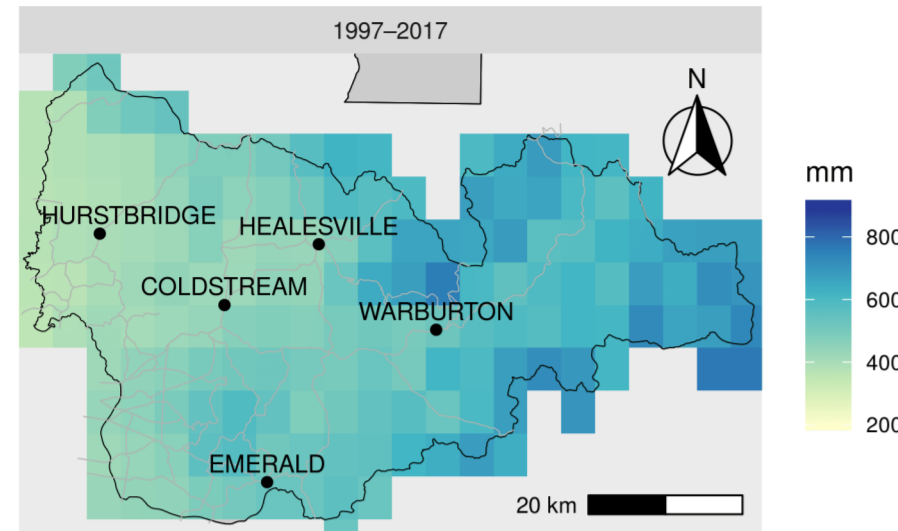 1997–2017
N
mm
HURSTBRIDGE
HEALESVILLE
800
COLDSTREAM
600
WARBURTON
400
200
EMERALD
20 km